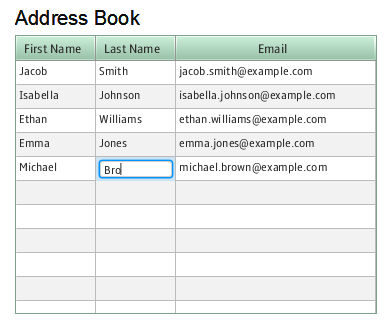 Address Book
First Name Last Name Email
Jacob Smith jacob.smith@example.com
Isabella Johnson isabella.johnson@example.com
Ethan Williams ethan.williams@example.com
Emma Jones emma.jones@example.com
Michael Bro michael.brown@example.com